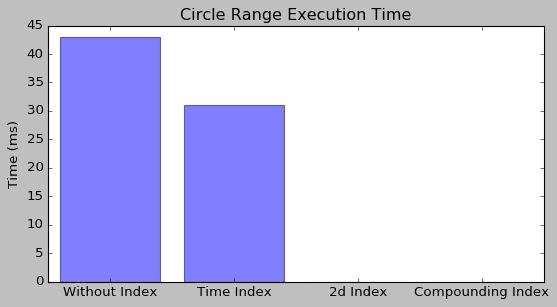 Circle Range Execution Time
Time (ms)
45
40
35
30
25
20
15
10
5
0
Without Index
Time Index
2d Index
Compounding Index